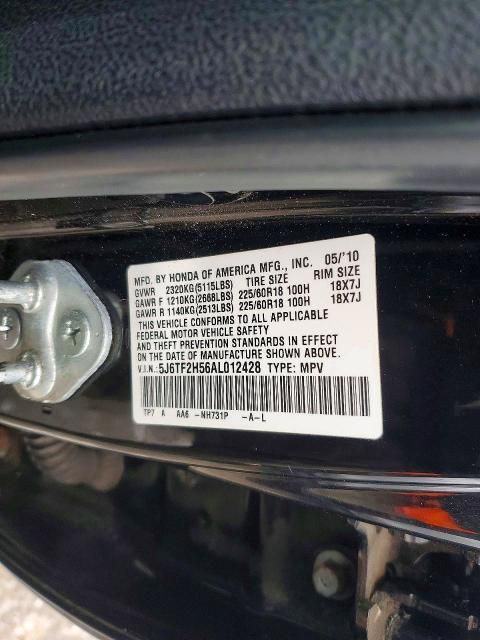 MFD. BY HONDA OF AMERICA MFG., INC. 05/'10
GVWR 2320KG(5115LBS) TIRE SIZE RIM SIZE
GAWR F 1210KG(2668LBS) 225/60R18 100H 18X7J
GAWR R 1140KG(2513LBS) 225/60R18 100H 18X7J
THIS VEHICLE CONFORMS TO ALL APPLICABLE
FEDERAL MOTOR VEHICLE SAFETY
AND THEFT PREVENTION STANDARDS IN EFFECT
ON THE DATE OF MANUFACTURE SHOWN ABOVE.
V.I.N.: 5J6TF2H56AL012428 TYPE: MPV
TP7 A AA6 -NH731P -A-L